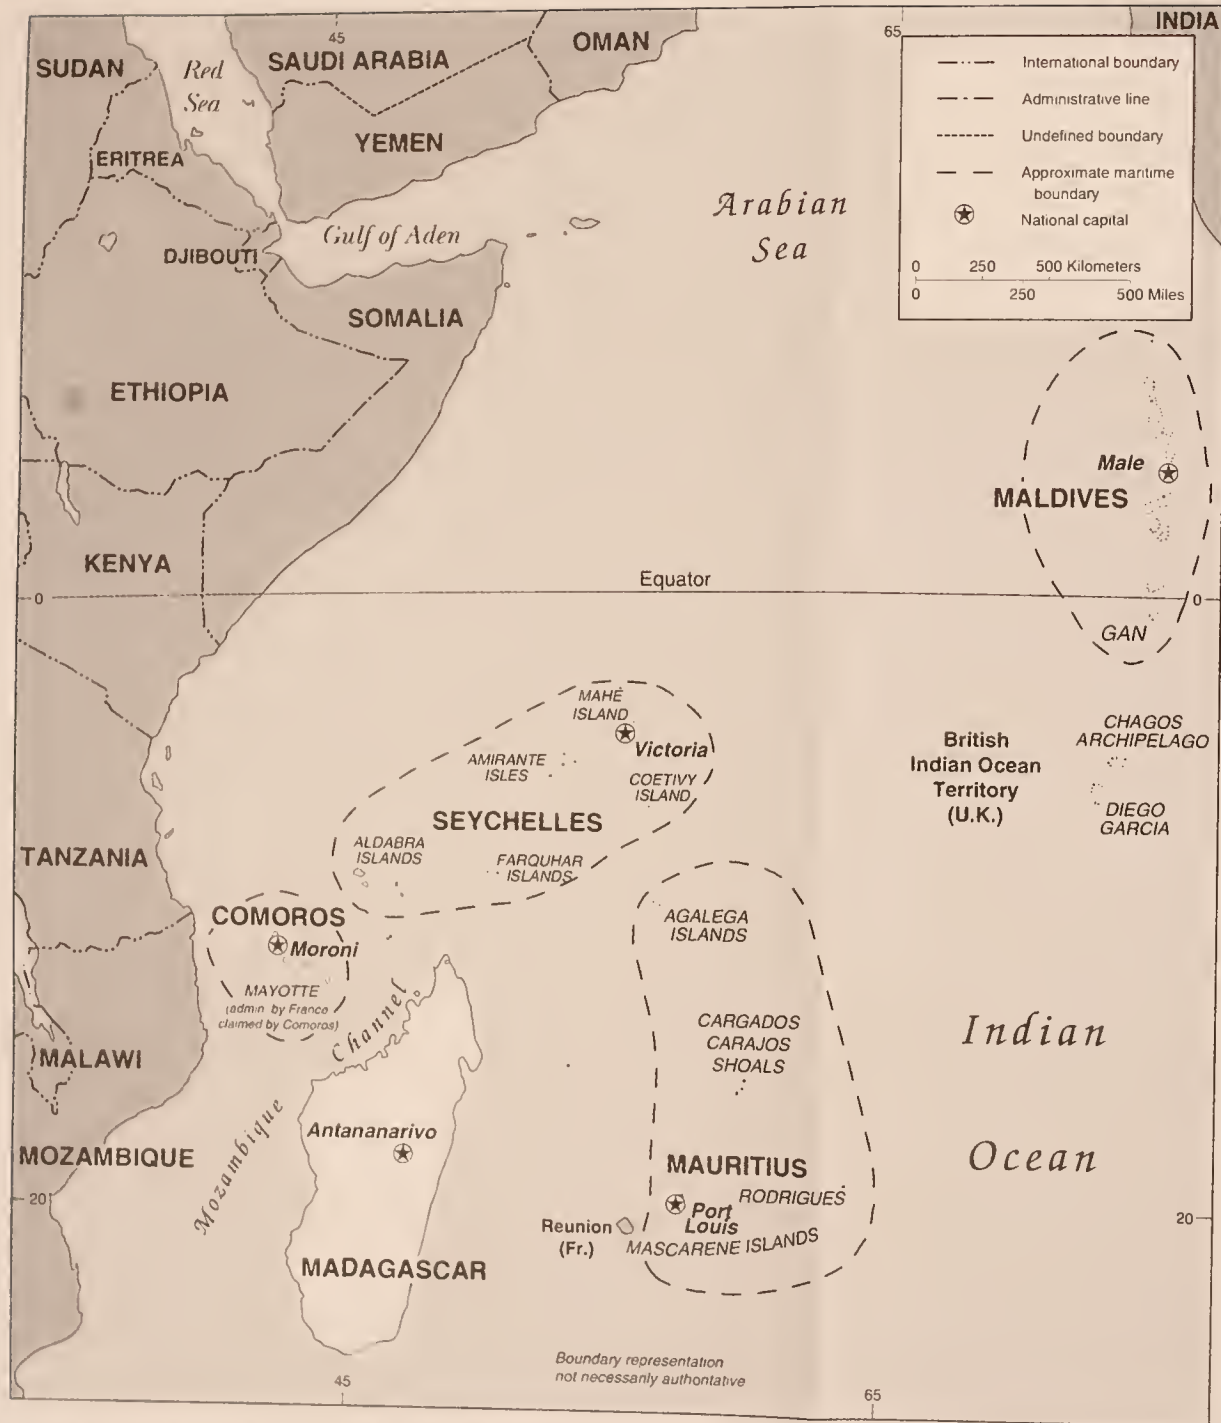 45
65
INDIA
SUDAN
Red
Sea
SAUDI ARABIA
OMAN
YEMEN
ERITREA
International boundary
Administrative line
Undefined boundary
Approximate maritime
boundary
National capital
0 250 500 Kilometers
0 250 500 Miles
Arabian
Sea
Gulf of Aden
DJIBOUTI
SOMALIA
ETHIOPIA
Male
MALDIVES
KENYA
Equator
0
0
GAN
MAHÉ
ISLAND
Victoria
AMIRANTE
ISLES
COETIVY
ISLAND
SEYCHELLES
British
Indian Ocean
Territory
(U.K.)
CHAGOS
ARCHIPELAGO
DIEGO
GARCIA
TANZANIA
ALDABRA
ISLANDS
FARQUHAR
ISLANDS
COMOROS
Moroni
MAYOTTE
(admin by France
claimed by Comoros)
AGALEGA
ISLANDS
CARGADOS
CARAJOS
SHOALS
Mozambique Channel
Indian
Ocean
MALAWI
MOZAMBIQUE
Antananarivo
MADAGASCAR
MAURITIUS
RODRIGUES
Port
Louis
Reunion
(Fr.)
MASCARENE ISLANDS
20
20
Boundary representation
not necessarily authoritative
45
65